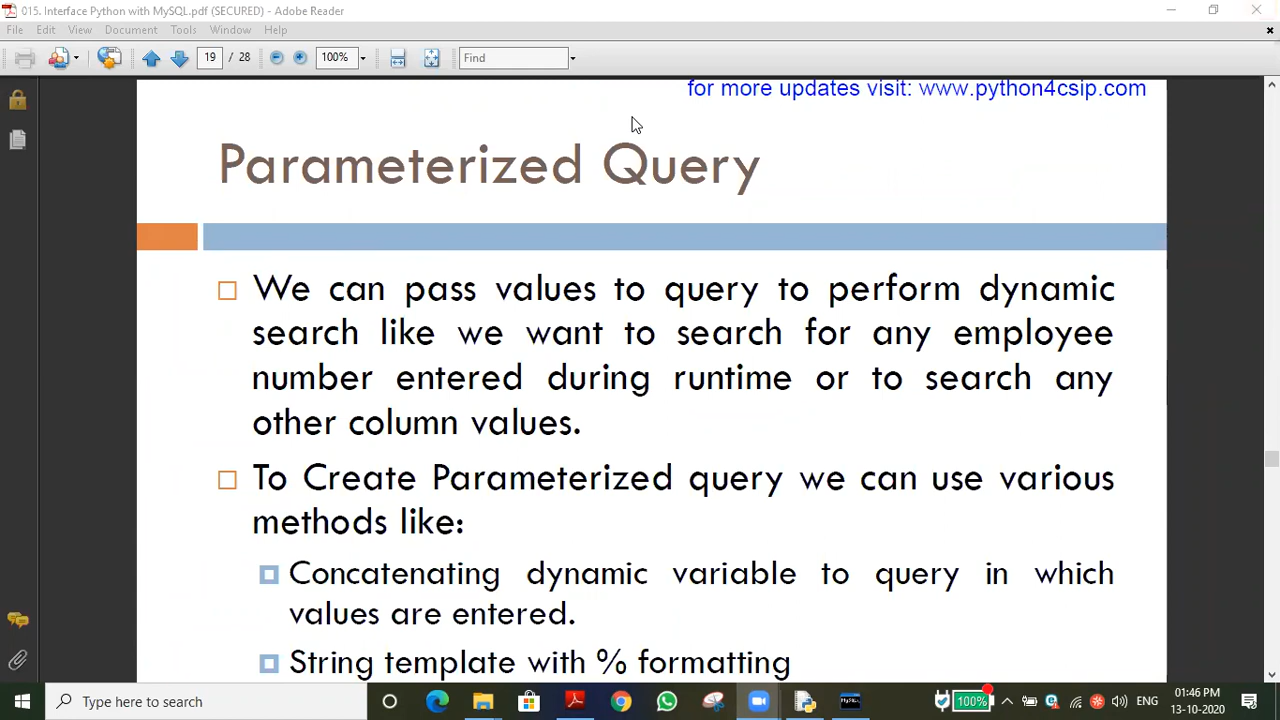 015. Interface Python with MySQL.pdf (SECURED) - Adobe Reader
File Edit View Document Tools Window Help
19 / 28 100% Find
for more updates visit: www.python4csip.com
Parameterized Query
We can pass values to query to perform dynamic
search like we want to search for any employee
number entered during runtime or to search any
other column values.
To Create Parameterized query we can use various
methods like:
Concatenating dynamic variable to query in which
values are entered.
String template with % formatting
Type here to search
100%
ENG
01:46 PM
13-10-2020